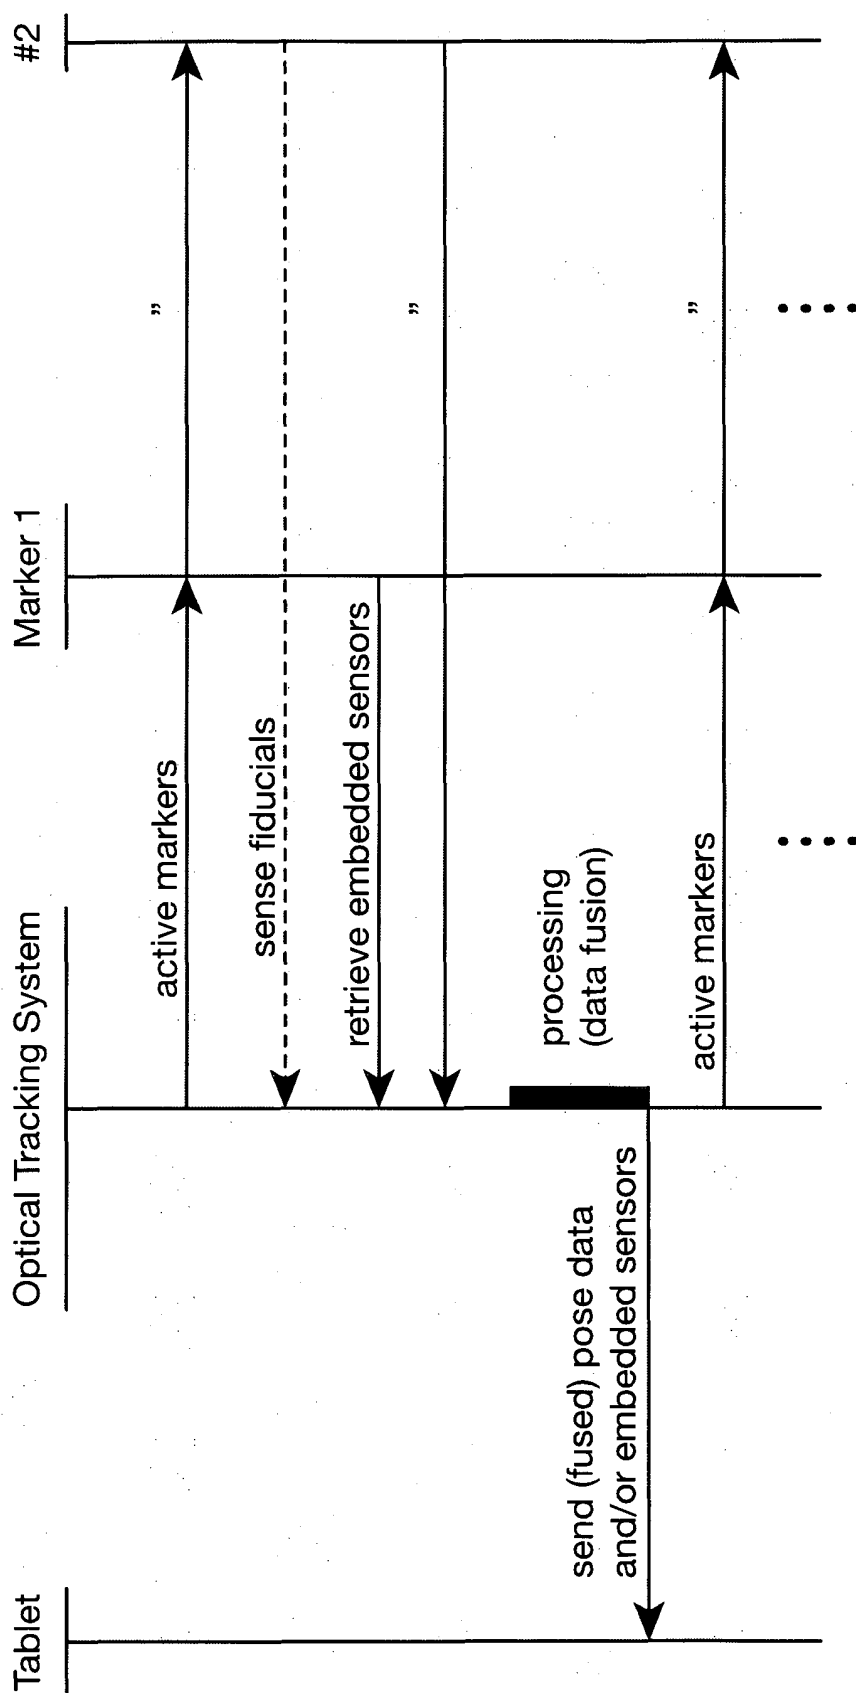 Tablet
Optical Tracking System
Marker 1
#2
active markers
”
sense fiducials
retrieve embedded sensors
”
processing
(data fusion)
send (fused) pose data
and/or embedded sensors
active markers
”